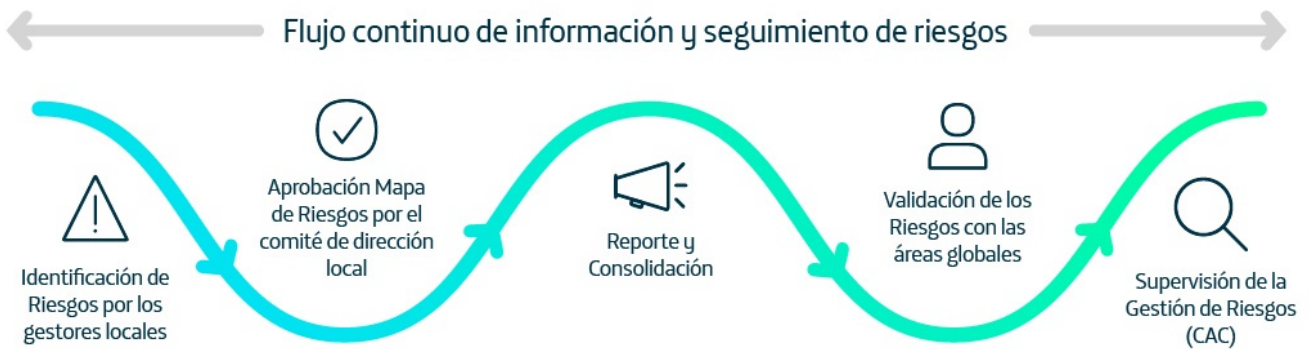 Flujo continuo de información y seguimiento de riesgos
Identificación de
Riesgos por los
gestores locales
Aprobación Mapa
de Riesgos por el
comité de dirección
local
Reporte y
Consolidación
Validación de los
Riesgos con las
áreas globales
Supervisión de la
Gestión de Riesgos
(CAC)